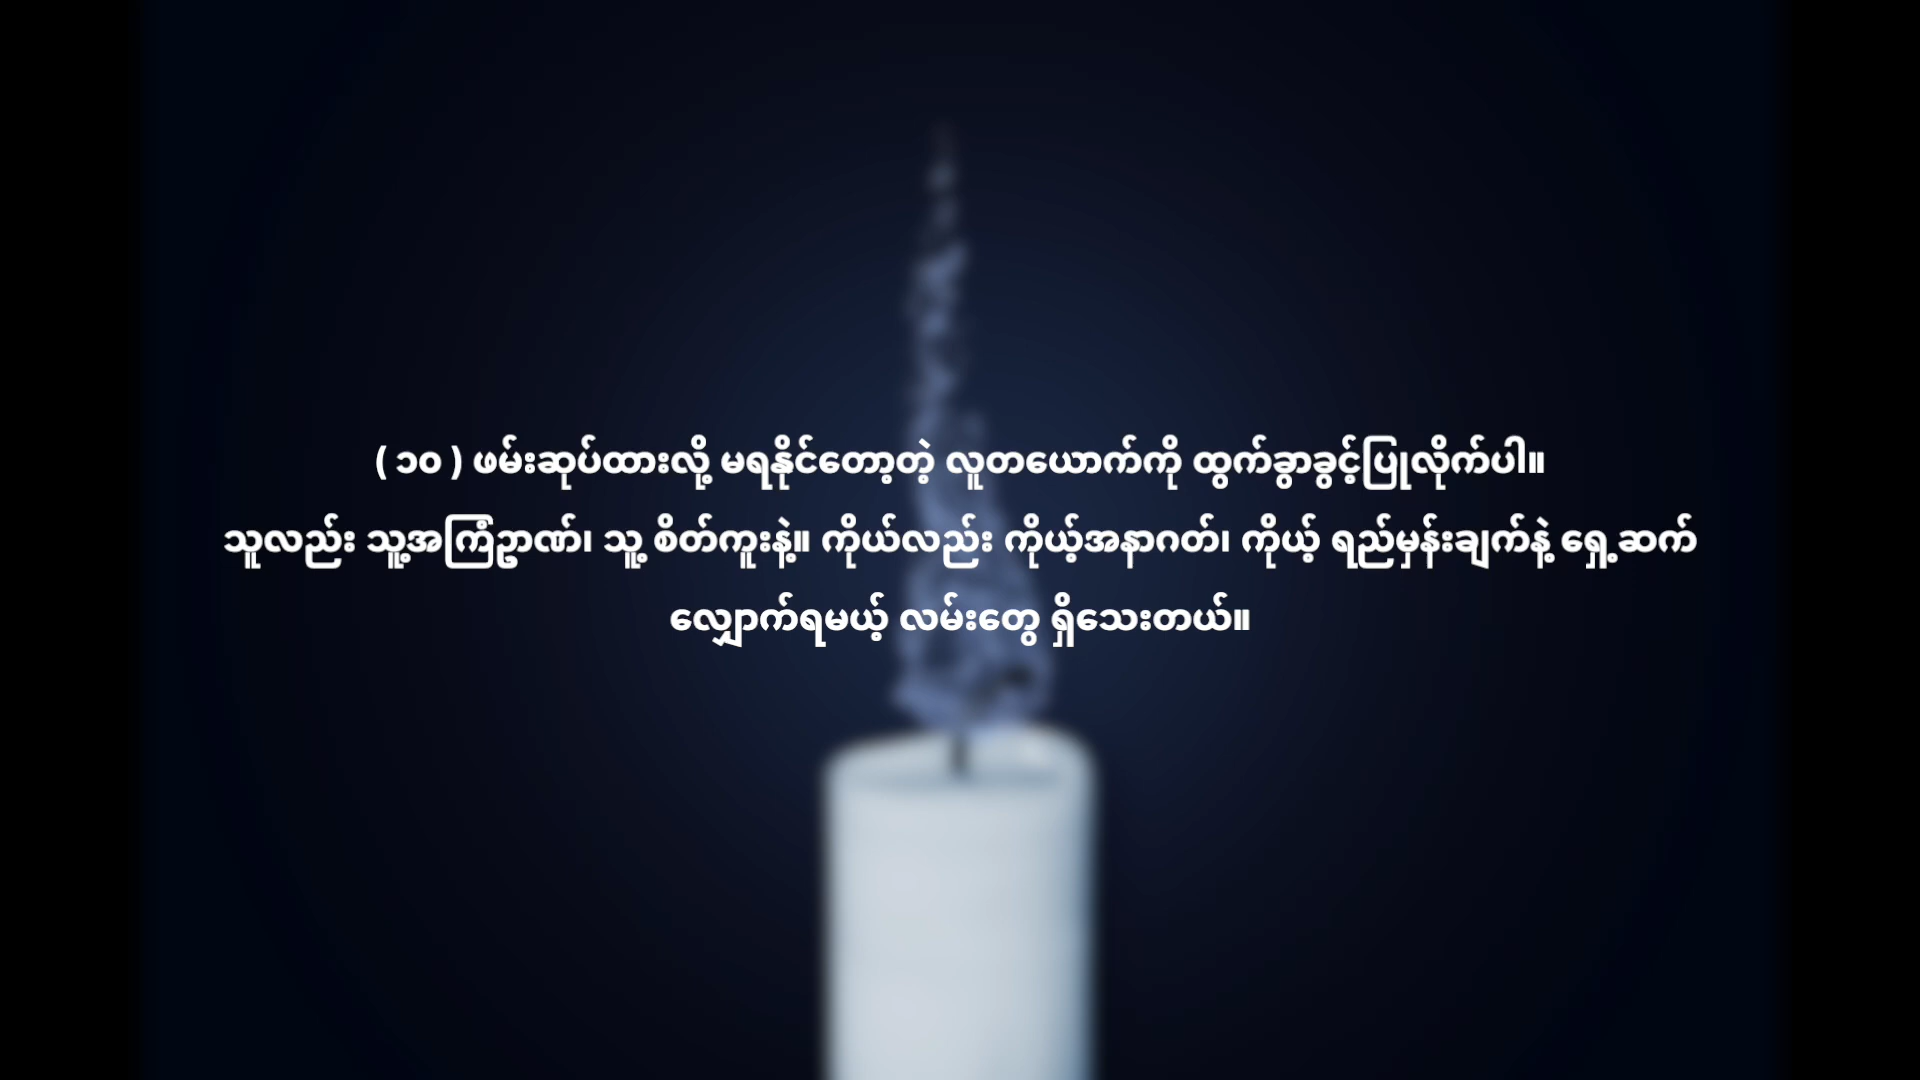 ( ၁၀ ) ဖမ်းဆုပ်ထားလို့ မရနိုင်တော့တဲ့ လူတယောက်ကို ထွက်ခွာခွင့်ပြုလိုက်ပါ။
သူလည်း သူ့အကြံဥာဏ်၊ သူ့ စိတ်ကူးနဲ့။ ကိုယ်လည်း ကိုယ့်အနာဂတ်၊ ကိုယ့် ရည်မှန်းချက်နဲ့ ရှေ့ဆက်
လျှောက်ရမယ့် လမ်းတွေ ရှိသေးတယ်။